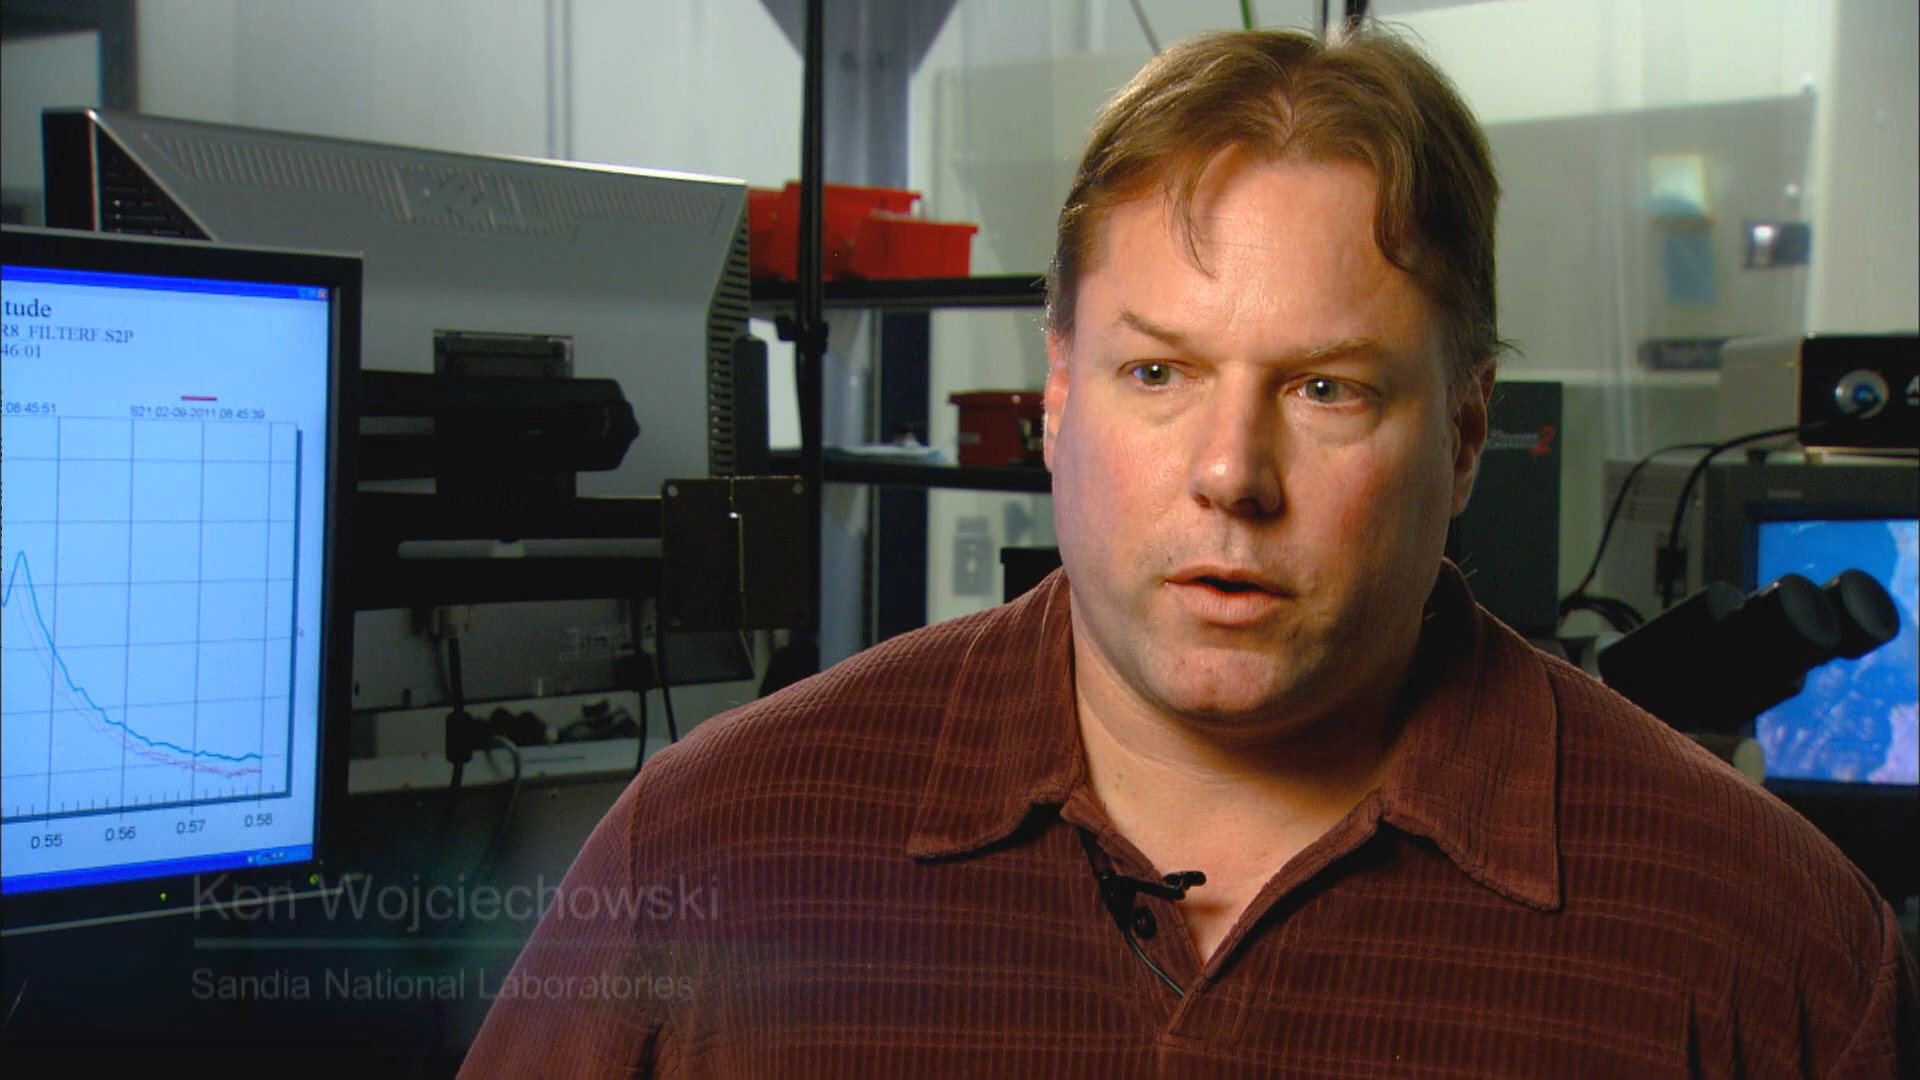 tude
R8_FILTERF.S2P
46:01
08:45:51
S21 02-09-2011 08:45:39
0.55
0.56
0.57
0.58
Ken Wojciechowski
Sandia National Laboratories